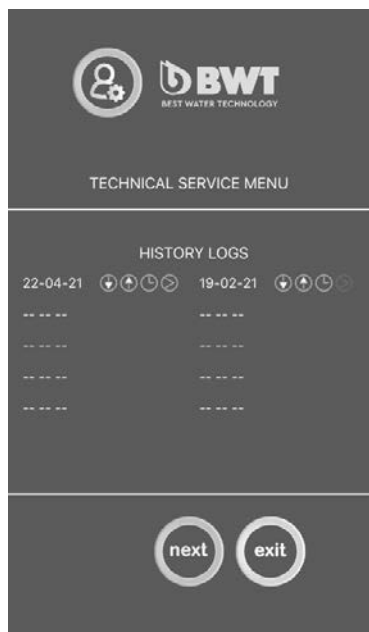 BWT
BEST WATER TECHNOLOGY
TECHNICAL SERVICE MENU
HISTORY LOGS
22-04-21 19-02-21
-- -- -- -- -- --
-- -- -- -- -- --
-- -- -- -- -- --
-- -- -- -- -- --
next exit